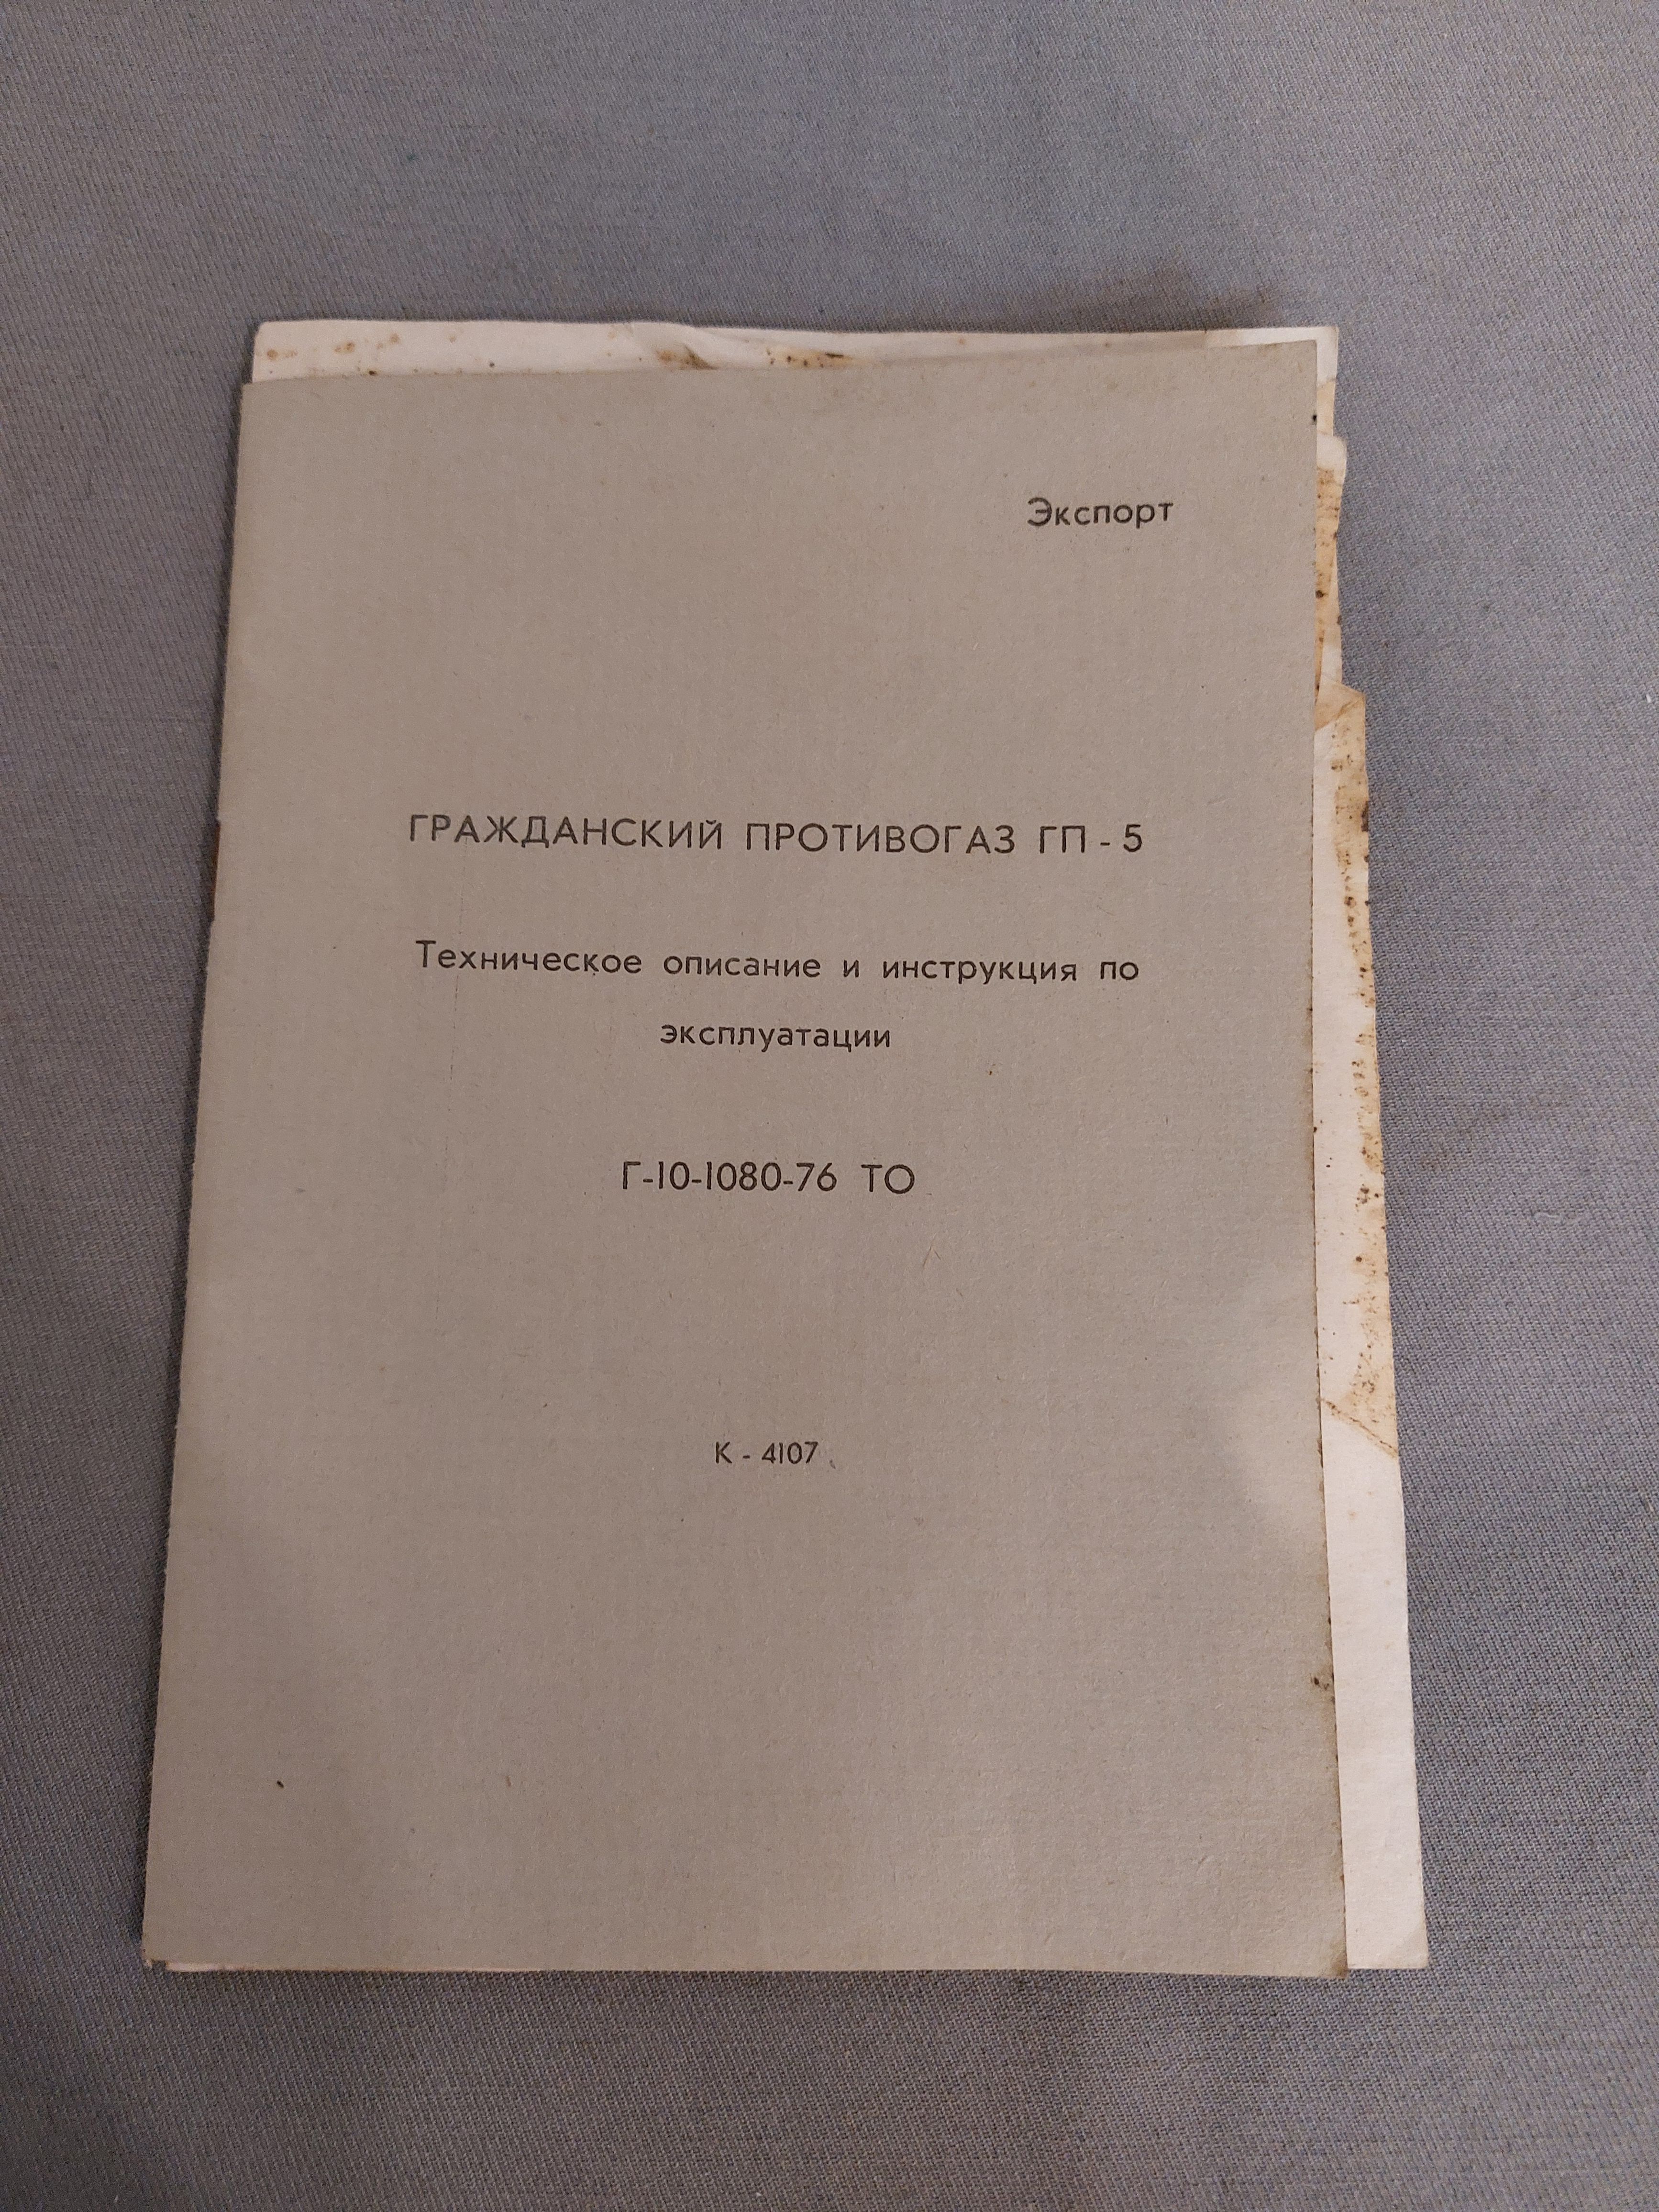 Экспорт
ГРАЖДАНСКИЙ ПРОТИВОГАЗ ГП - 5
Техническое описание и инструкция по
эксплуатации
Г-10-1080-76 ТО
К - 4107